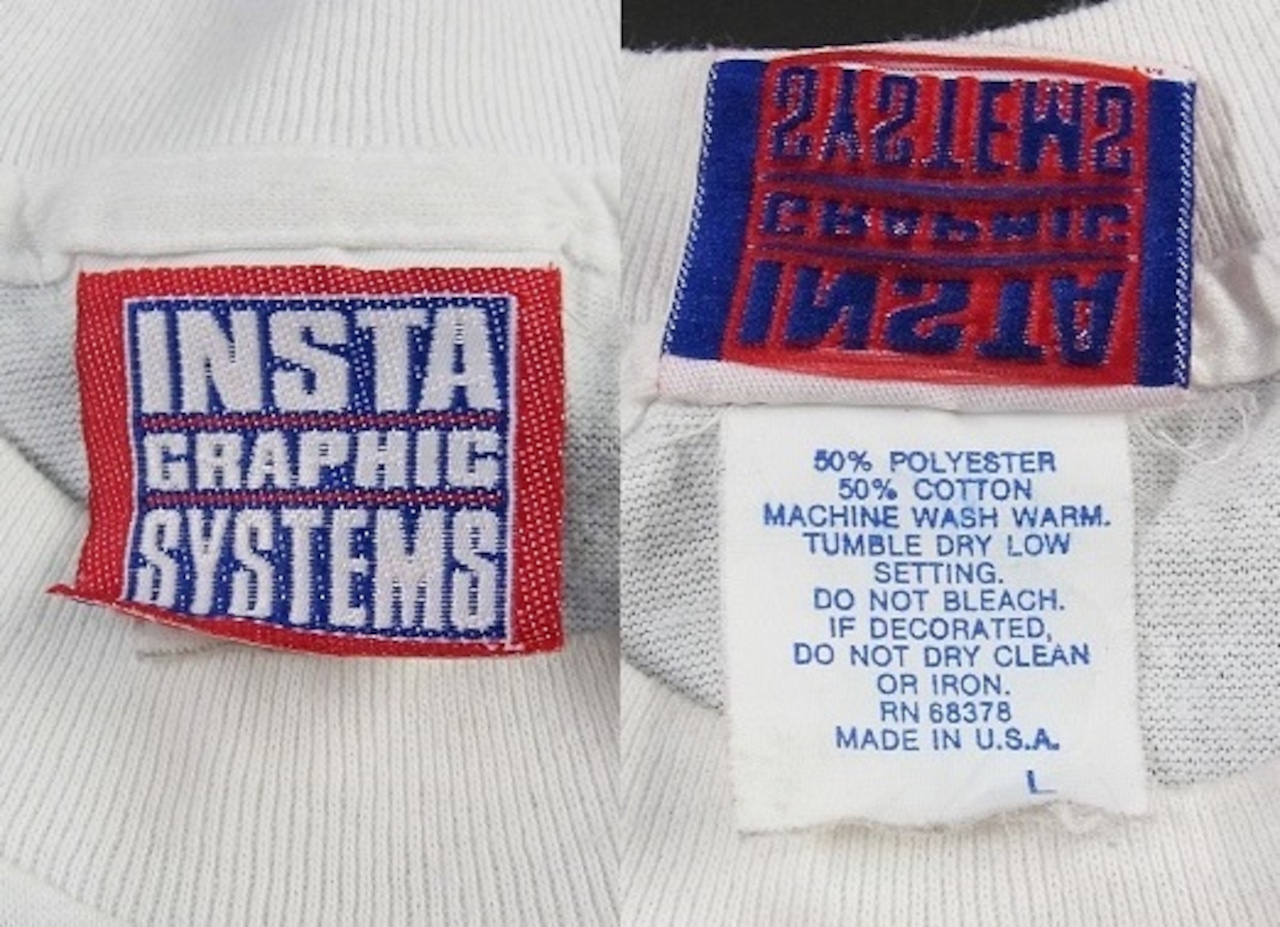 INSTA
GRAPHIC
SYSTEMS
SYSTEMS
GRAPHIC
INSTA
50% POLYESTER
50% COTTON
MACHINE WASH WARM.
TUMBLE DRY LOW
SETTING.
DO NOT BLEACH.
IF DECORATED,
DO NOT DRY CLEAN
OR IRON.
RN 68378
MADE IN U.S.A.
L